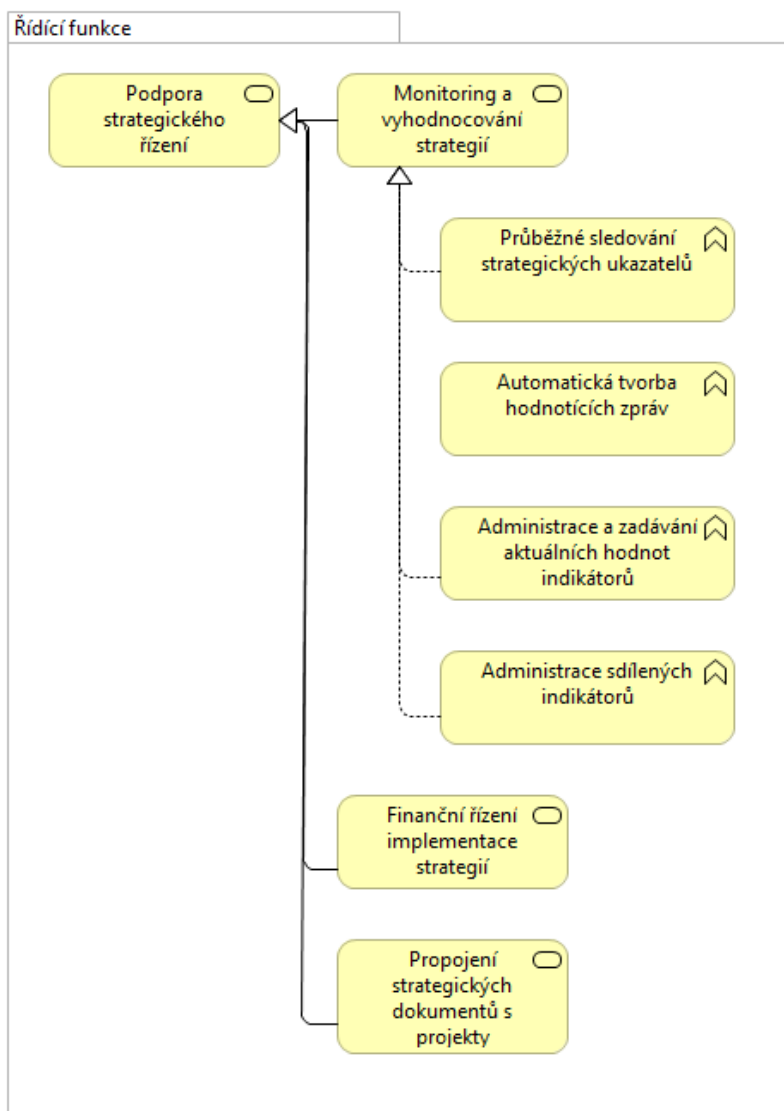 Řídící funkce
Podpora
strategického
řízení
Monitoring a
vyhodnocování
strategií
Průběžné sledování
strategických ukazatelů
Automatická tvorba
hodnotících zpráv
Administrace a zadávání
aktuálních hodnot
indikátorů
Administrace sdílených
indikátorů
Finanční řízení
implementace
strategií
Propojení
strategických
dokumentů s
projekty